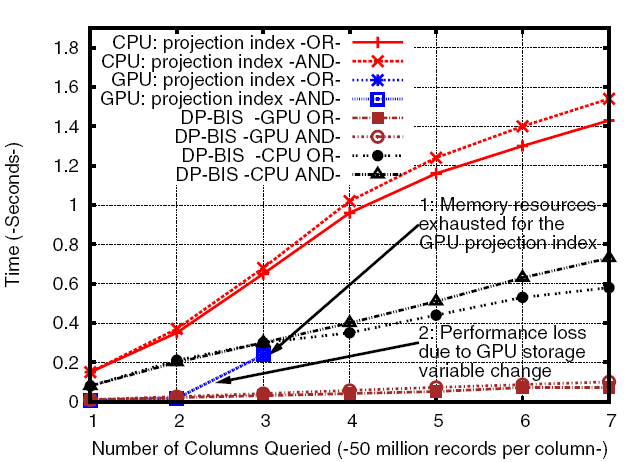 CPU: projection index -OR-
CPU: projection index -AND-
GPU: projection index -OR-
GPU: projection index -AND-
DP-BIS -GPU OR-
DP-BIS -GPU AND-
DP-BIS -CPU OR-
DP-BIS -CPU AND-
1: Memory resources
exhausted for the
GPU projection index
2: Performance loss
due to GPU storage
variable change
Time (-Seconds-)
1.8
1.6
1.4
1.2
1
0.8
0.6
0.4
0.2
0
1 2 3 4 5 6 7
Number of Columns Queried (-50 million records per column-)